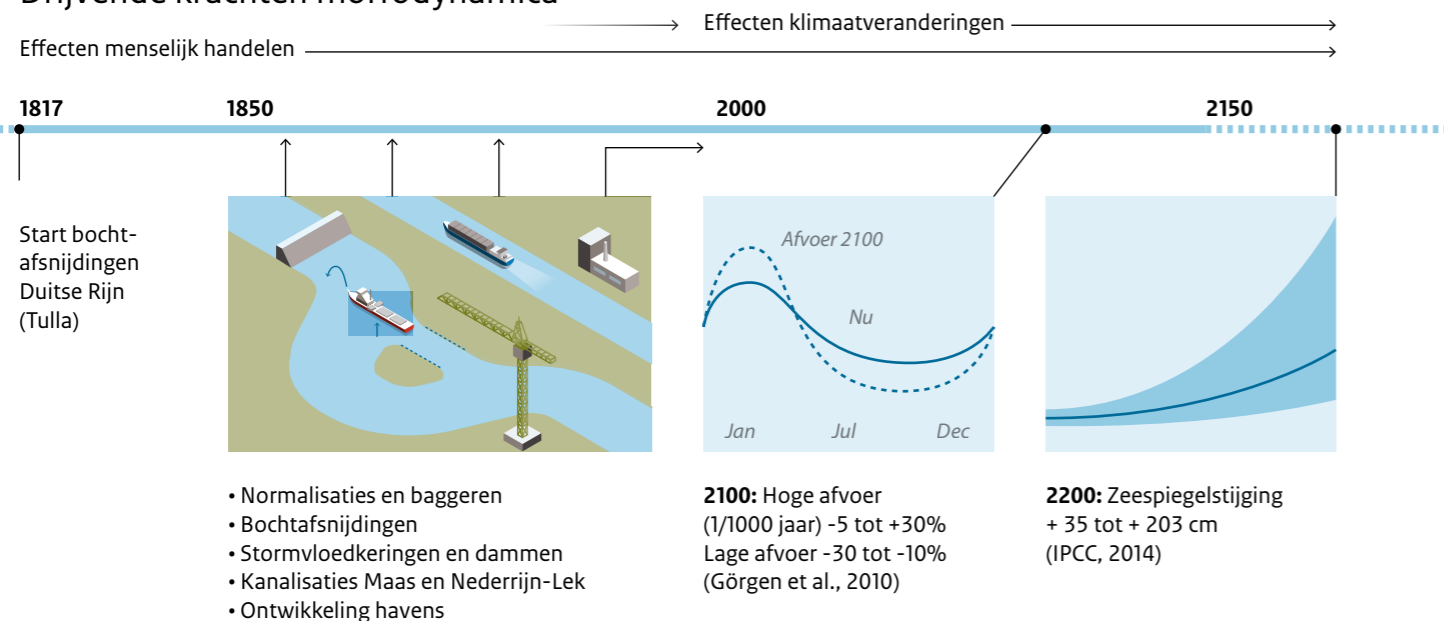 Drijvende krachten morfodynamica
Effecten klimaatveranderingen
Effecten menselijk handelen
1817
1850
2000
2150
Start bocht-
afsnijdingen
Duitse Rijn
(Tulla)
Afvoer 2100
Nu
Jan
Jul
Dec
• Normalisaties en baggeren
• Bochtafsnijdingen
• Stormvloedkeringen en dammen
• Kanalisaties Maas en Nederrijn-Lek
• Ontwikkeling havens
2100: Hoge afvoer
(1/1000 jaar) -5 tot +30%
Lage afvoer -30 tot -10%
(Görgen et al., 2010)
2200: Zeespiegelstijging
+ 35 tot + 203 cm
(IPCC, 2014)